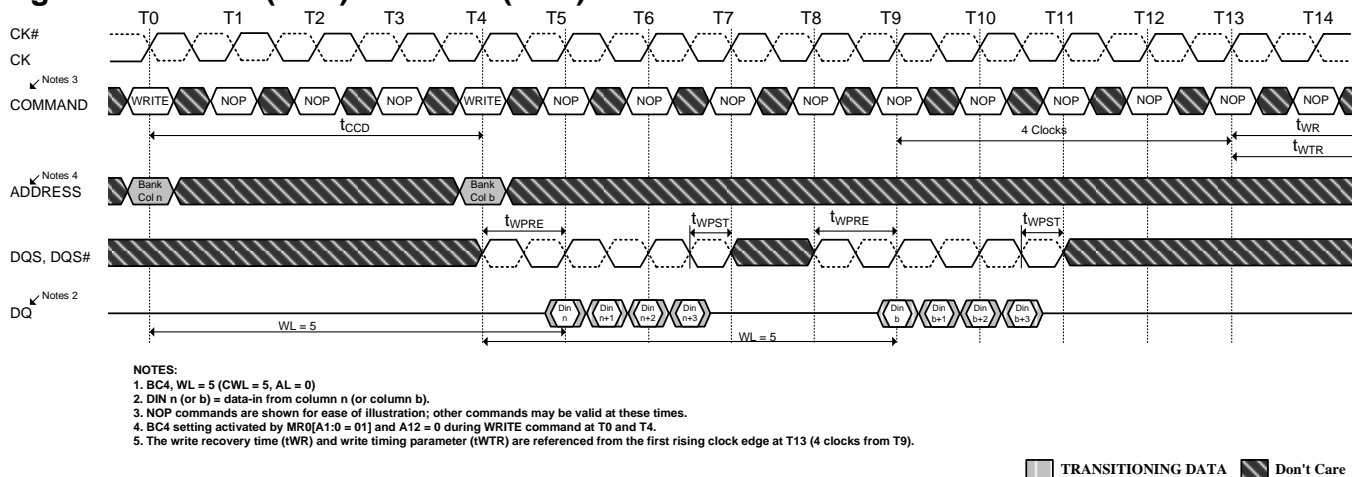 T0 T1 T2 T3 T4 T5 T6 T7 T8 T9 T10 T11 T12 T13 T14
CK#
CK
Notes 3
COMMAND
WRITE NOP NOP NOP WRITE NOP NOP NOP NOP NOP NOP NOP NOP NOP NOP
tCCD
4 Clocks
tWR
tWTR
Notes 4
ADDRESS
Bank
Col n
Bank
Col b
tWPRE tWPST tWPRE tWPST
DQS, DQS#
Notes 2
DQ
Din
n
Din
n+1
Din
n+2
Din
n+3
Din
b
Din
b+1
Din
b+2
Din
b+3
WL = 5
WL = 5
NOTES:
1. BC4, WL = 5 (CWL = 5, AL = 0)
2. DIN n (or b) = data-in from column n (or column b).
3. NOP commands are shown for ease of illustration; other commands may be valid at these times.
4. BC4 setting activated by MR0[A1:0 = 01] and A12 = 0 during WRITE command at T0 and T4.
5. The write recovery time (tWR) and write timing parameter (tWTR) are referenced from the first rising clock edge at T13 (4 clocks from T9).
TRANSITIONING DATA Don't Care